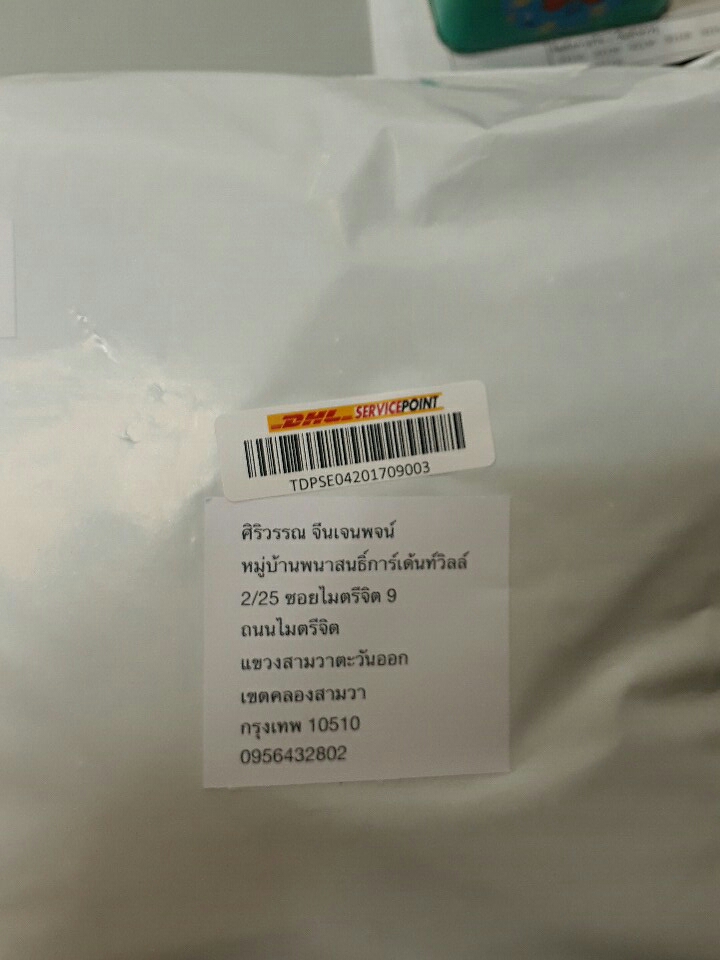 DHL SERVICEPOINT
TDPSE04201709003
ศิริวรรณ จีนเจนพจน์
หมู่บ้านพนาสนธิ์การ์เด้นท์วิลล์
2/25 ซอยไมตรีจิต 9
ถนนไมตรีจิต
แขวงสามวาตะวันออก
เขตคลองสามวา
กรุงเทพ 10510
0956432802